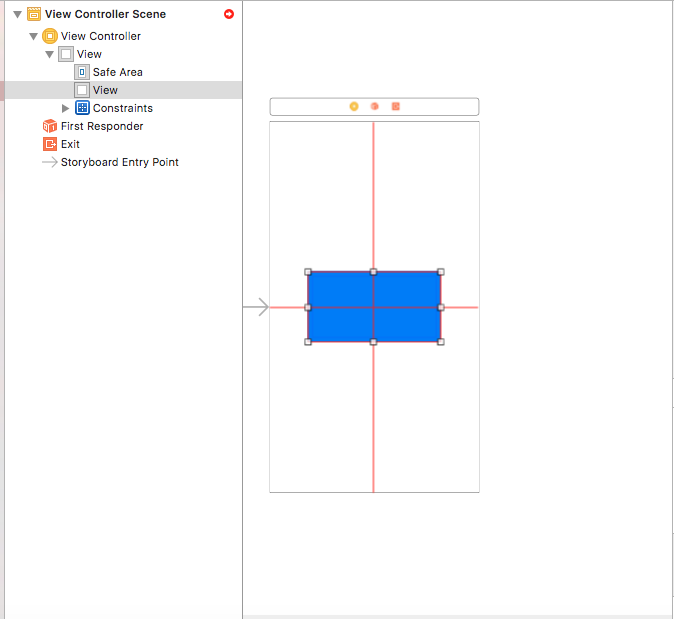 View Controller Scene
View Controller
View
Safe Area
View
Constraints
First Responder
Exit
Storyboard Entry Point